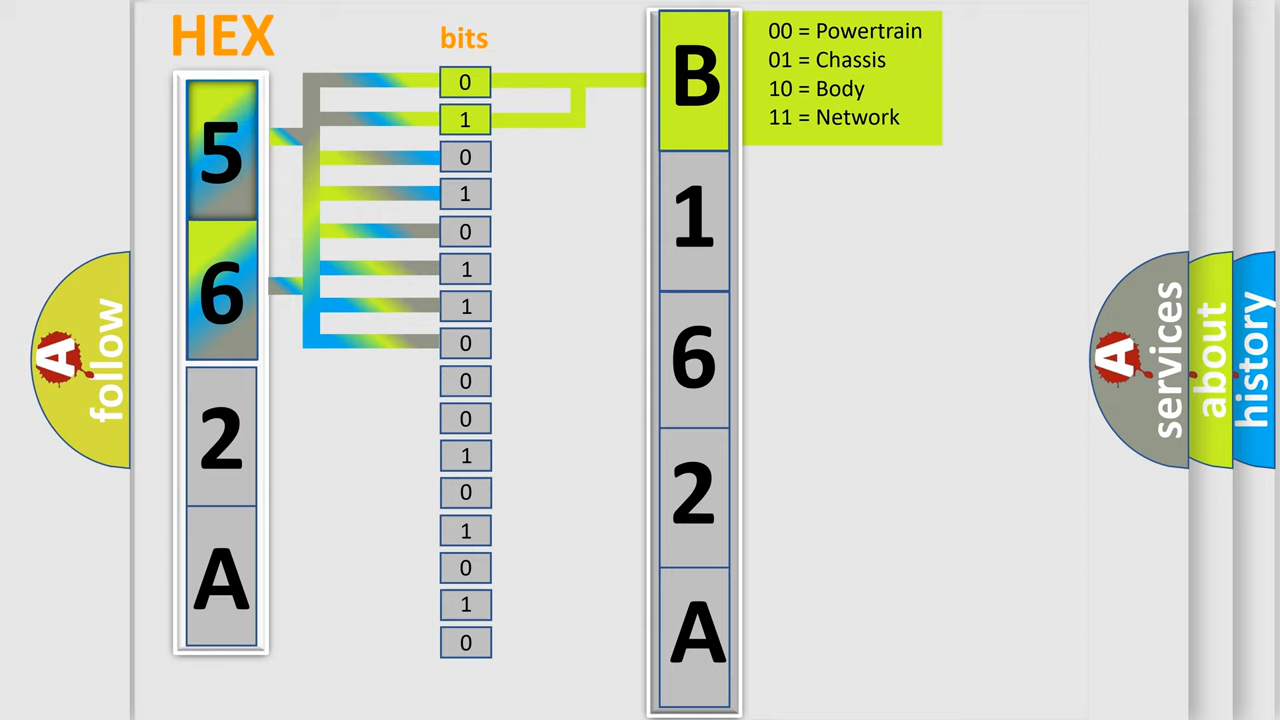 HEX
bits
5
6
2
A
0
1
0
1
0
1
1
0
0
0
1
0
1
0
1
0
B
1
6
2
A
00 = Powertrain
01 = Chassis
10 = Body
11 = Network
A
follow
A
services
about
history